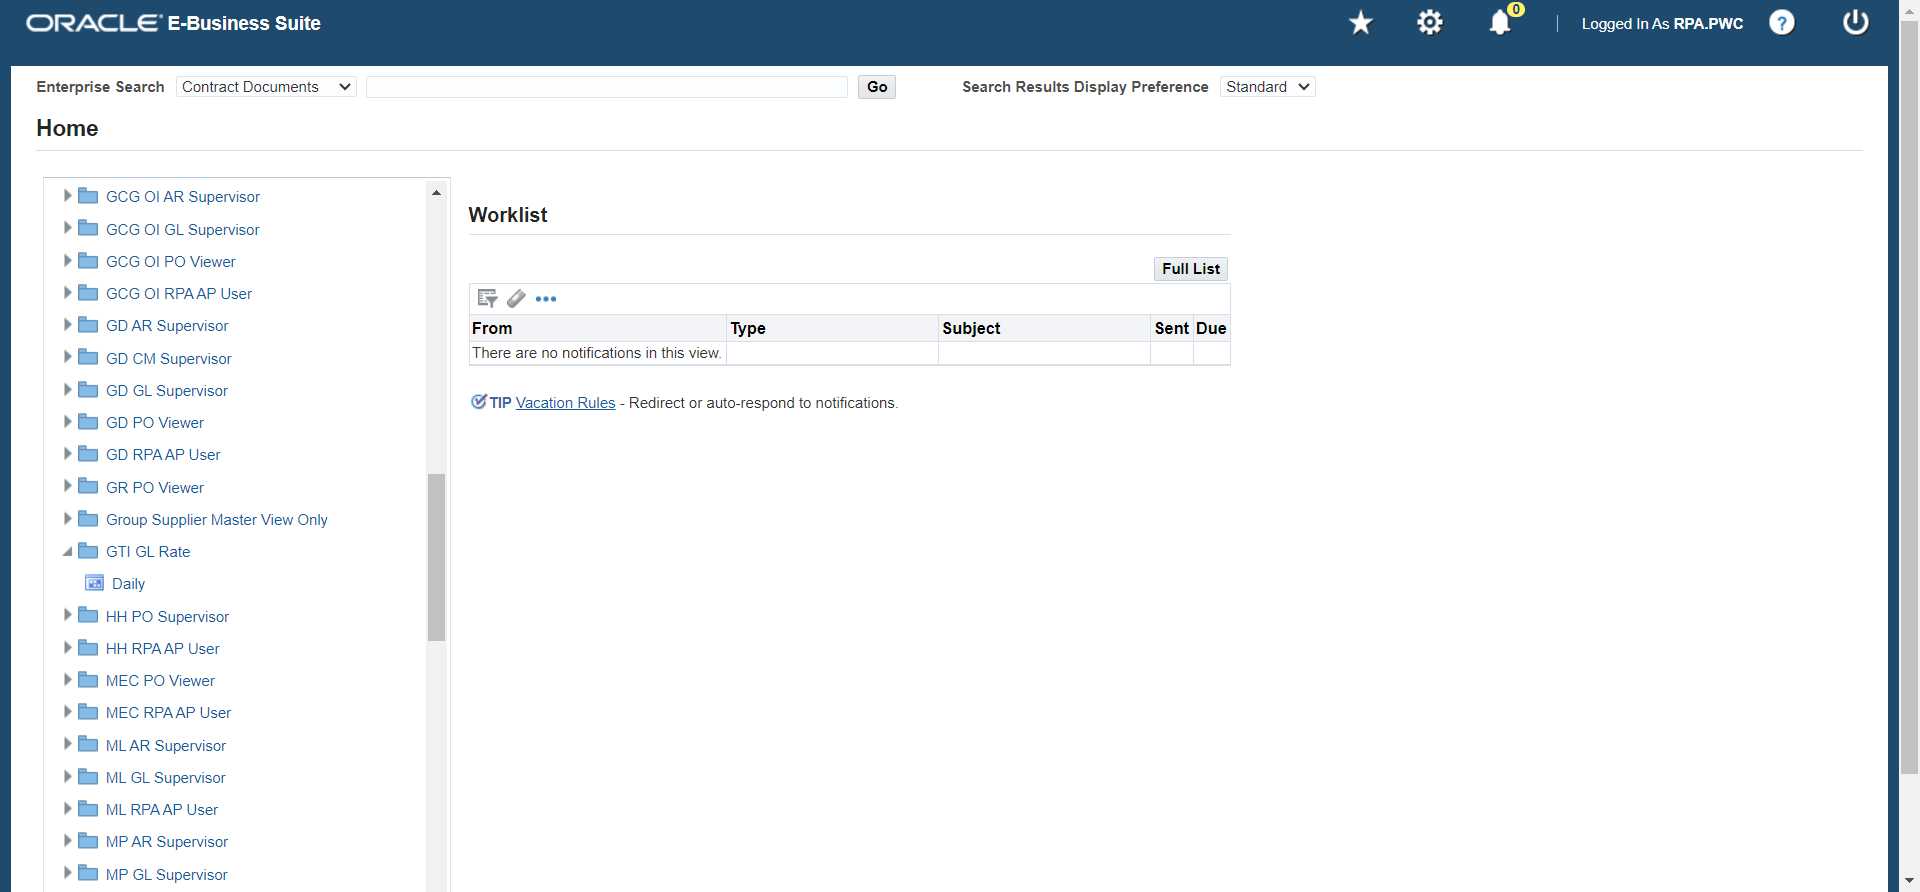 ORACLE E-Business Suite
0
Logged In As RPA.PWC
?
Enterprise Search Contract Documents Go Search Results Display Preference Standard
Home
GCG OI AR Supervisor
GCG OI GL Supervisor
GCG OI PO Viewer
GCG OI RPA AP User
GD AR Supervisor
GD CM Supervisor
GD GL Supervisor
GD PO Viewer
GD RPA AP User
GR PO Viewer
Group Supplier Master View Only
GTI GL Rate
Daily
HH PO Supervisor
HH RPA AP User
MEC PO Viewer
MEC RPA AP User
ML AR Supervisor
ML GL Supervisor
ML RPA AP User
MP AR Supervisor
MP GL Supervisor
Worklist
Full List
From Type Subject Sent Due
There are no notifications in this view.
TIP Vacation Rules - Redirect or auto-respond to notifications.